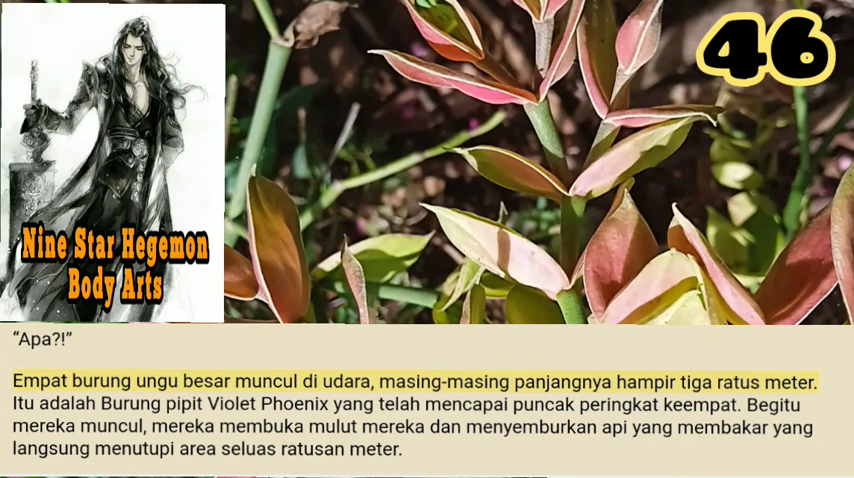 46
Nine Star Hegemon
Body Arts
“Apa?!”
Empat burung ungu besar muncul di udara, masing-masing panjangnya hampir tiga ratus meter.
Itu adalah Burung pipit Violet Phoenix yang telah mencapai puncak peringkat keempat. Begitu
mereka muncul, mereka membuka mulut mereka dan menyemburkan api yang membakar yang
langsung menutupi area seluas ratusan meter.